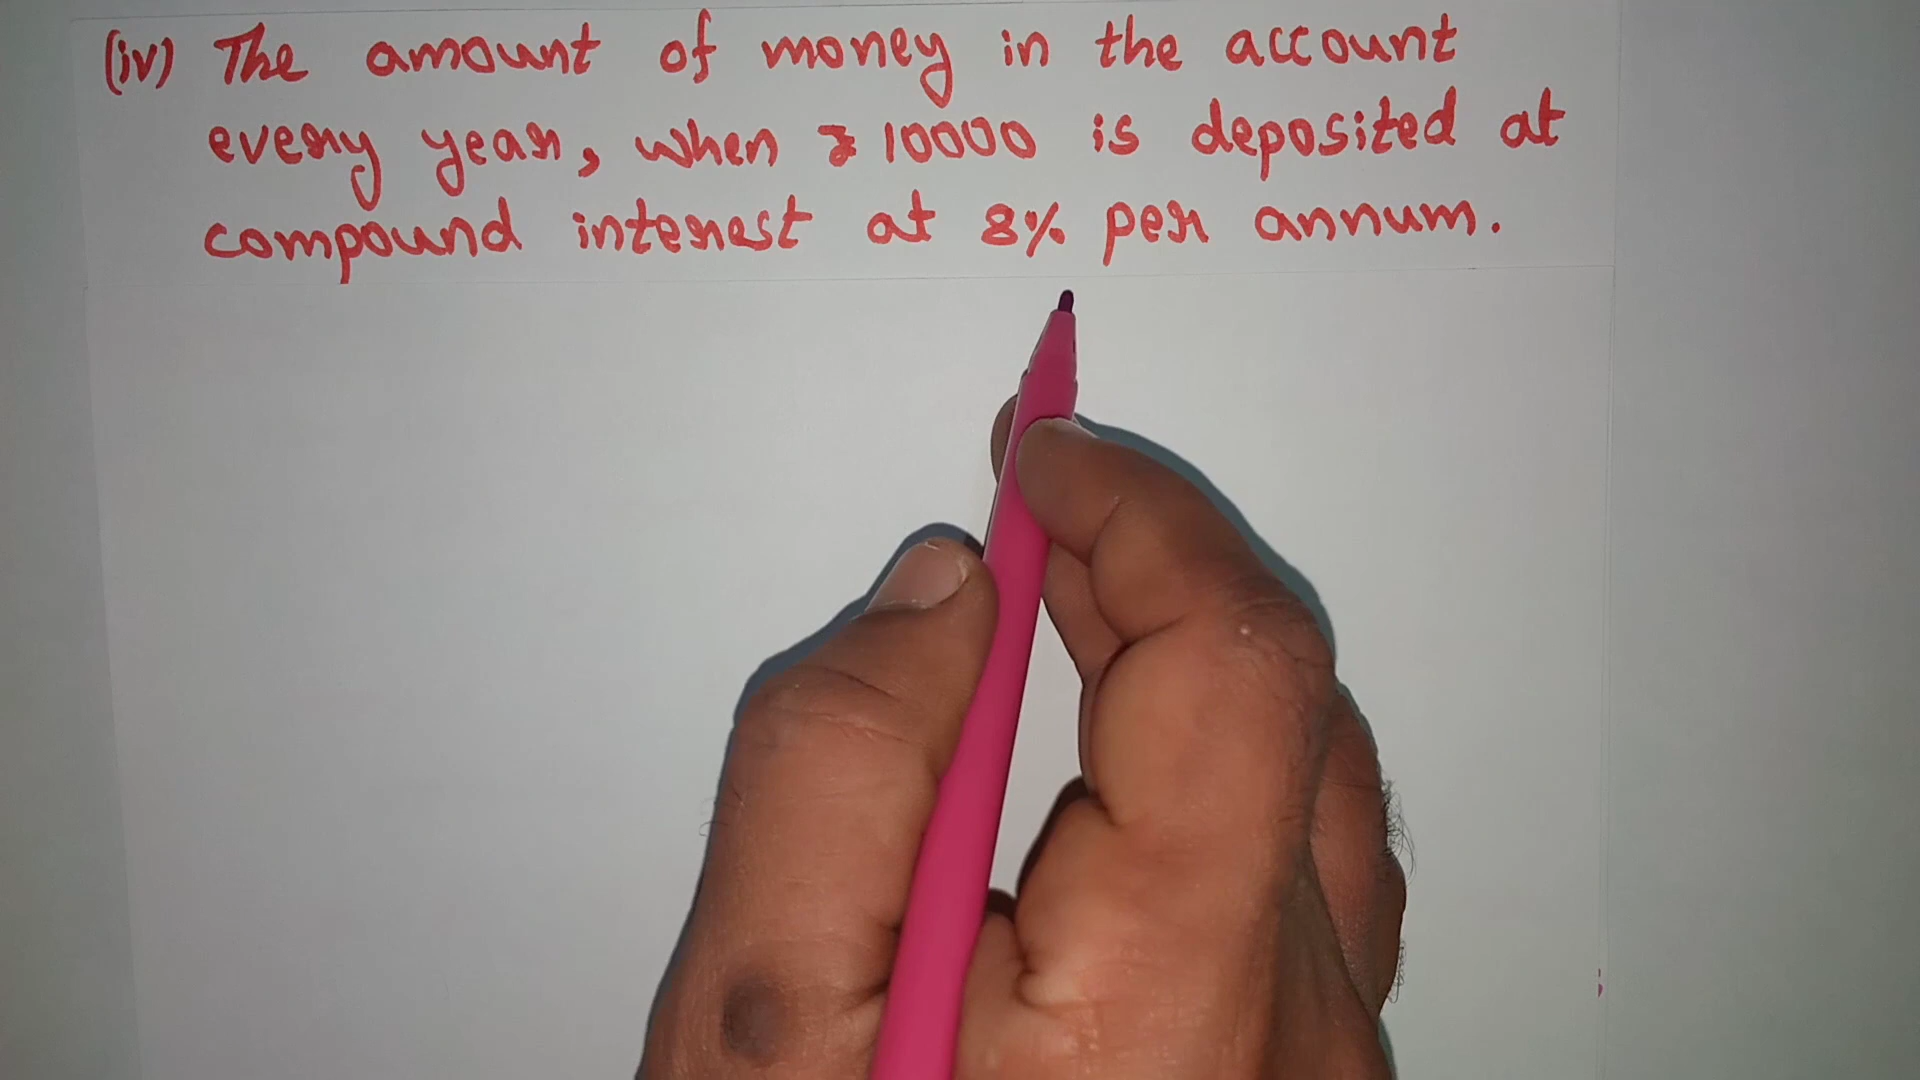 (iv) The amount of money in the account
every year, when ₹ 10000 is deposited at
compound interest at 8% per annum.